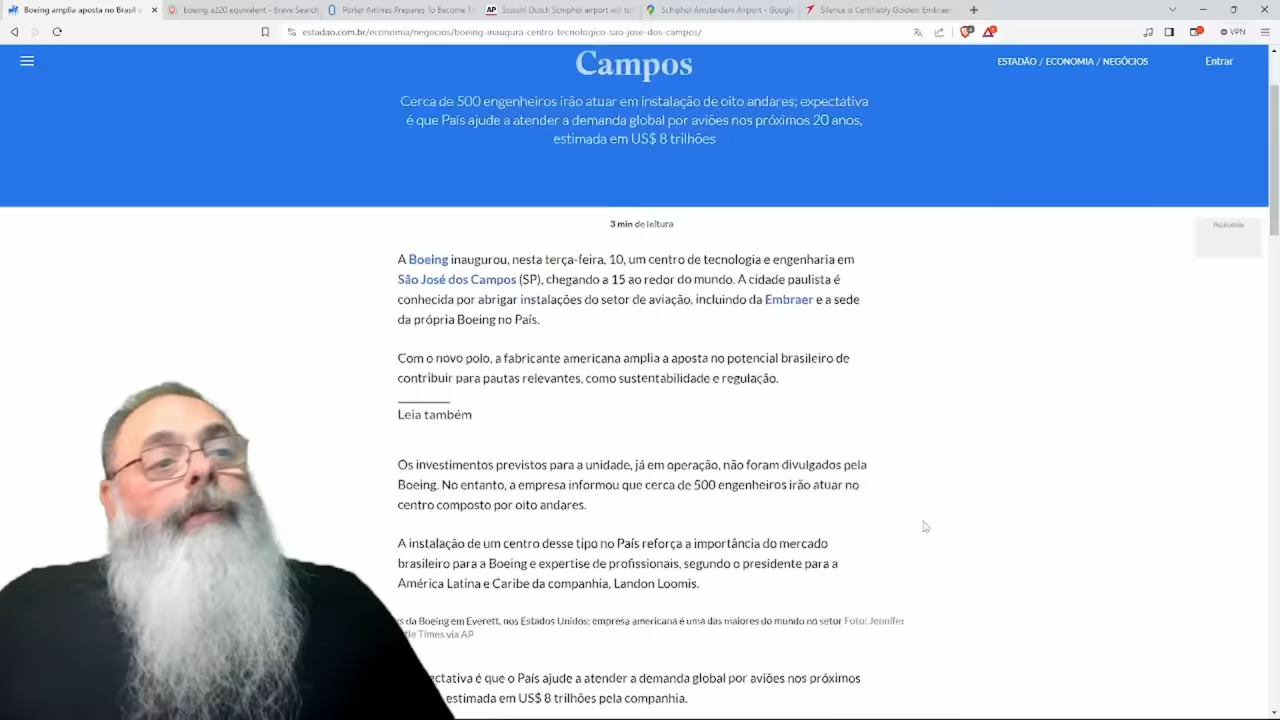 Boeing amplia aposta no Brasil e
boeing a220 equivalent - Brave Search
Porter Airlines Prepares To Become T
Ssssshl Dutch Schiphol airport will to
Schiphol Amsterdam Airport - Google
Silence is Certifiably Golden: Embraer
estadao.com.br/economia/negocios/boeing-inaugura-centro-tecnologico-sao-jose-dos-campos/
VPN
Campos
ESTADÃO / ECONOMIA / NEGÓCIOS
Entrar
Cerca de 500 engenheiros irão atuar em instalação de oito andares; expectativa
é que País ajude a atender a demanda global por aviões nos próximos 20 anos,
estimada em US$ 8 trilhões
3 min de leitura
PUBLICIDADE
A Boeing inaugurou, nesta terça-feira, 10, um centro de tecnologia e engenharia em
São José dos Campos (SP), chegando a 15 ao redor do mundo. A cidade paulista é
conhecida por abrigar instalações do setor de aviação, incluindo da Embraer e a sede
da própria Boeing no País.
Com o novo polo, a fabricante americana amplia a aposta no potencial brasileiro de
contribuir para pautas relevantes, como sustentabilidade e regulação.
Leia também
Os investimentos previstos para a unidade, já em operação, não foram divulgados pela
Boeing. No entanto, a empresa informou que cerca de 500 engenheiros irão atuar no
centro composto por oito andares.
A instalação de um centro desse tipo no País reforça a importância do mercado
brasileiro para a Boeing e expertise de profissionais, segundo o presidente para a
América Latina e Caribe da companhia, Landon Loomis.
s da Boeing em Everett, nos Estados Unidos; empresa americana é uma das maiores do mundo no setor Foto: Jennifer
tle Times via AP
ectativa é que o País ajude a atender a demanda global por aviões nos próximos
estimada em US$ 8 trilhões pela companhia.